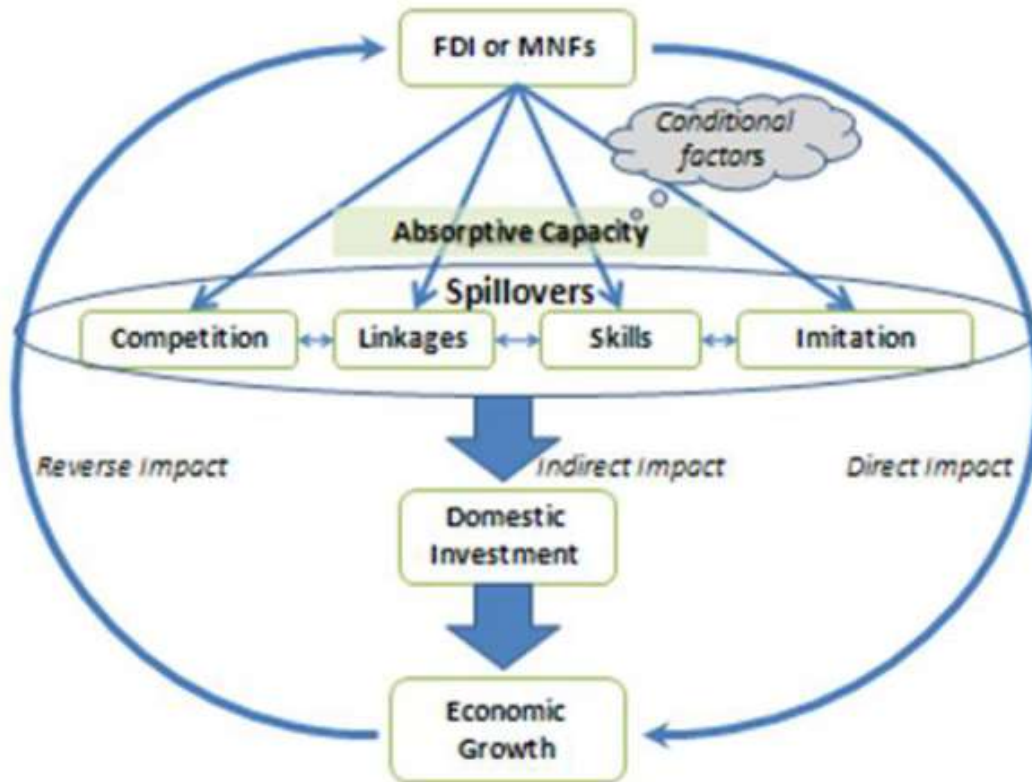 FDI or MNFs
Conditional
factors
Absorptive Capacity
Spillovers
Competition
Linkages
Skills
Imitation
Reverse Impact
Indirect Impact
Direct Impact
Domestic
Investment
Economic
Growth